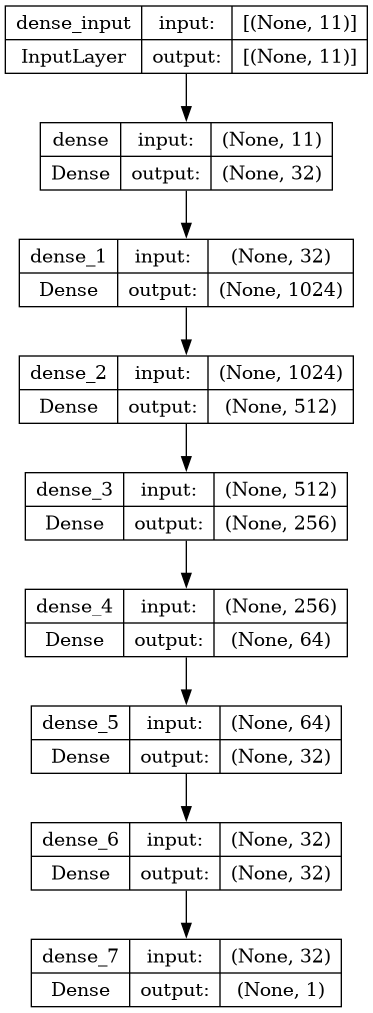 dense_input input: [(None, 11)]
InputLayer output: [(None, 11)]
dense input: (None, 11)
Dense output: (None, 32)
dense_1 input: (None, 32)
Dense output: (None, 1024)
dense_2 input: (None, 1024)
Dense output: (None, 512)
dense_3 input: (None, 512)
Dense output: (None, 256)
dense_4 input: (None, 256)
Dense output: (None, 64)
dense_5 input: (None, 64)
Dense output: (None, 32)
dense_6 input: (None, 32)
Dense output: (None, 32)
dense_7 input: (None, 32)
Dense output: (None, 1)